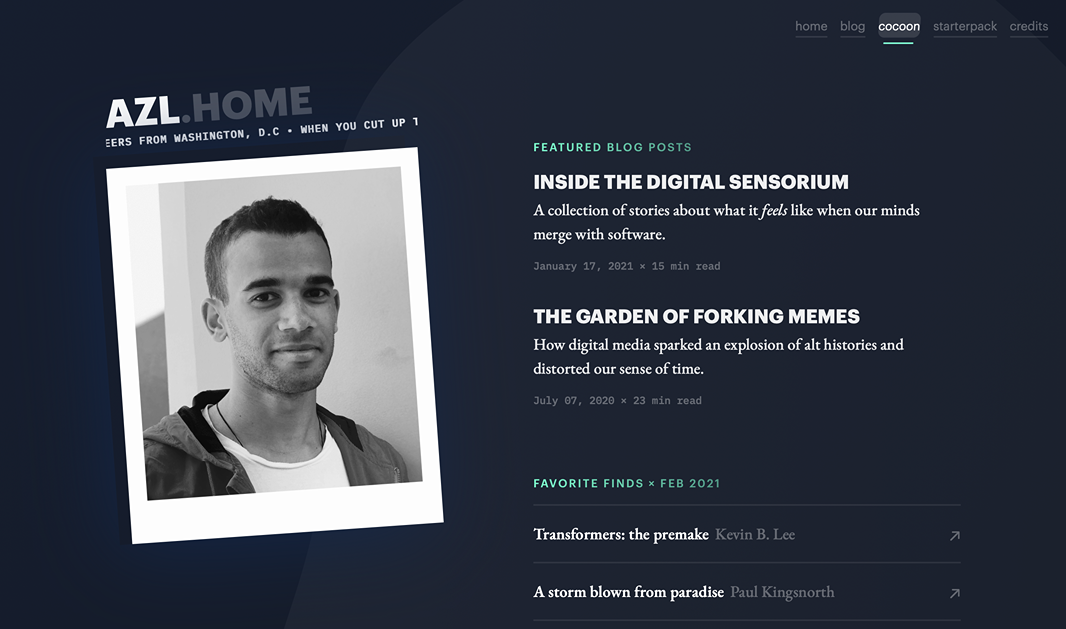 home blog cocoon starterpack credits
AZL.HOME
EERS FROM WASHINGTON, D.C • WHEN YOU CUT UP
FEATURED BLOG POSTS
INSIDE THE DIGITAL SENSORIUM
A collection of stories about what it feels like when our minds
merge with software.
January 17, 2021 × 15 min read
THE GARDEN OF FORKING MEMES
How digital media sparked an explosion of alt histories and
distorted our sense of time.
July 07, 2020 × 23 min read
FAVORITE FINDS × FEB 2021
Transformers: the premake Kevin B. Lee
A storm blown from paradise Paul Kingsnorth